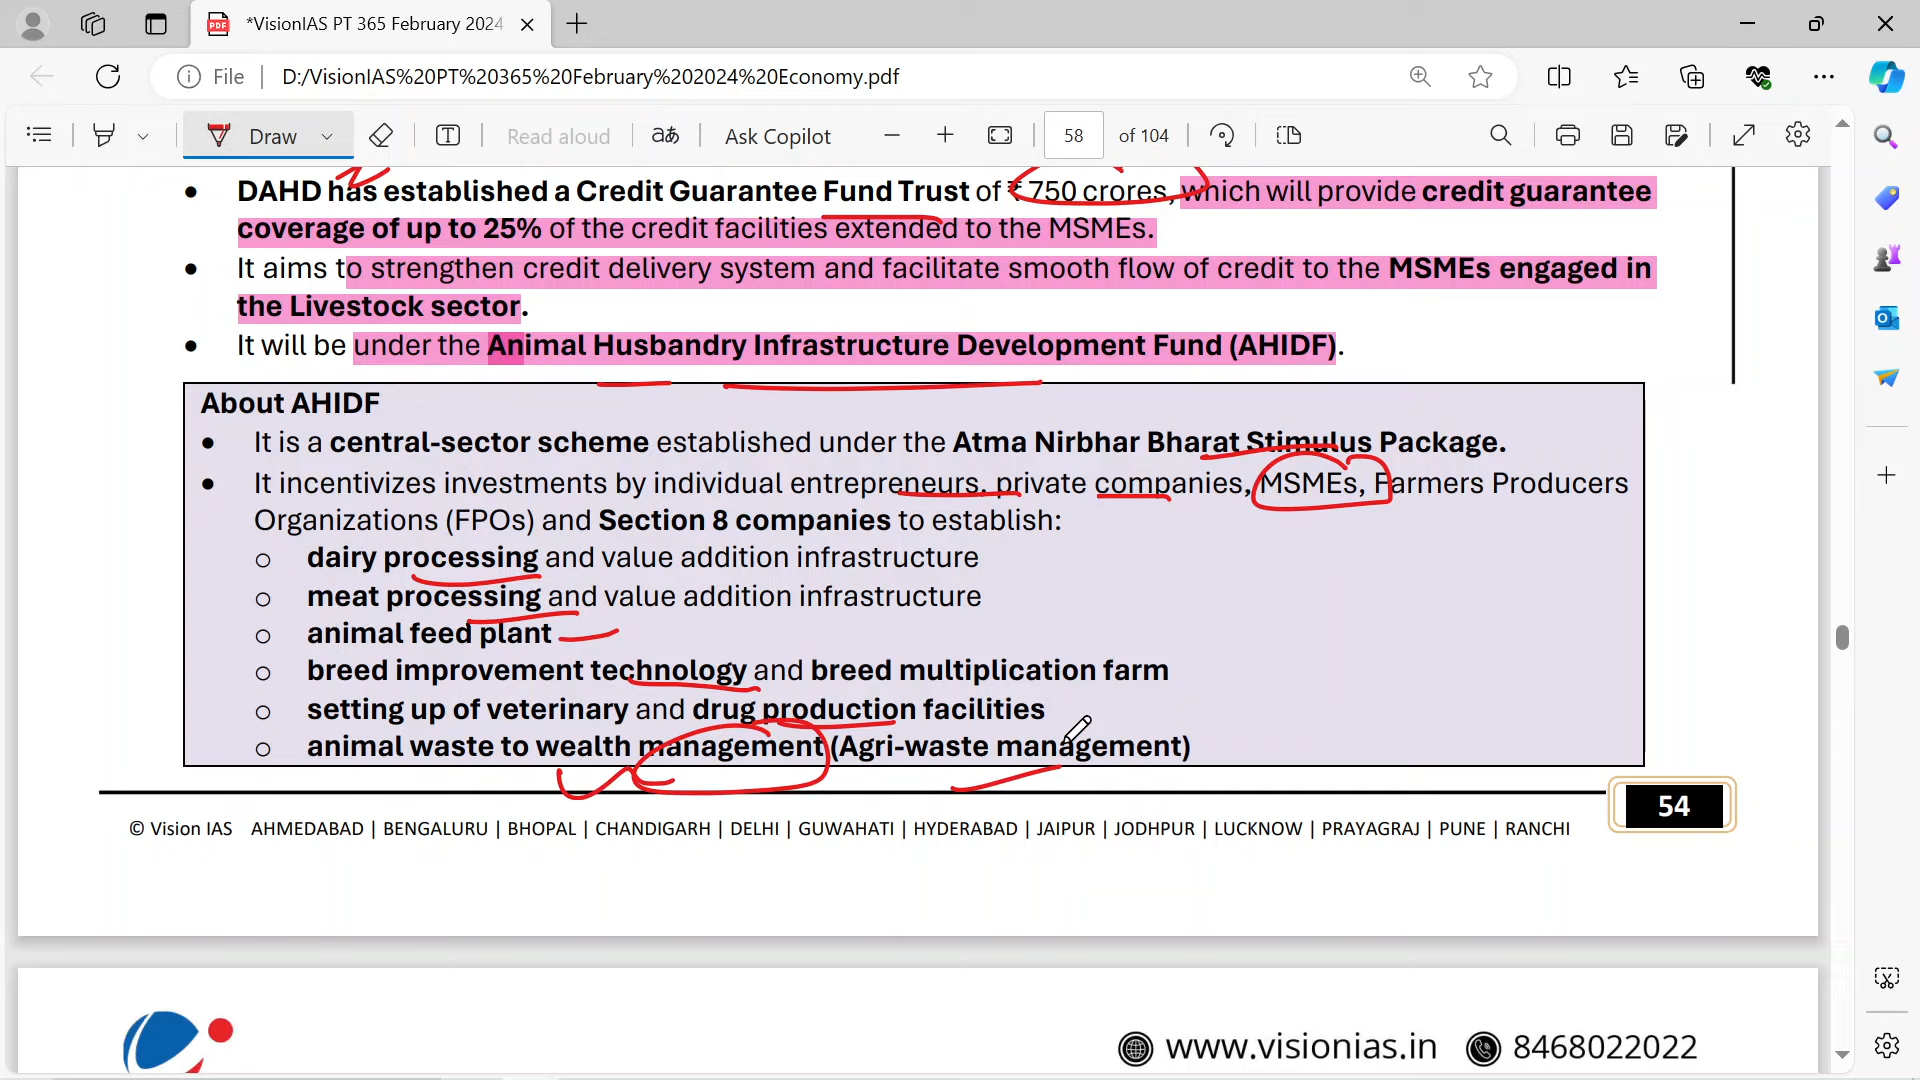 *VisionIAS PT 365 February 2024
File
D:/VisionIAS%20PT%20365%20February%202024%20Economy.pdf
Draw
Read aloud
aあ
Ask Copilot
58
of 104
• DAHD has established a Credit Guarantee Fund Trust of ₹ 750 crores, which will provide credit guarantee
coverage of up to 25% of the credit facilities extended to the MSMEs.
• It aims to strengthen credit delivery system and facilitate smooth flow of credit to the MSMEs engaged in
the Livestock sector.
• It will be under the Animal Husbandry Infrastructure Development Fund (AHIDF).
About AHIDF
• It is a central-sector scheme established under the Atma Nirbhar Bharat Stimulus Package.
• It incentivizes investments by individual entrepreneurs, private companies, MSMEs, Farmers Producers
Organizations (FPOs) and Section 8 companies to establish:
o dairy processing and value addition infrastructure
o meat processing and value addition infrastructure
o animal feed plant
o breed improvement technology and breed multiplication farm
o setting up of veterinary and drug production facilities
o animal waste to wealth management (Agri-waste management)
54
© Vision IAS AHMEDABAD | BENGALURU | BHOPAL | CHANDIGARH | DELHI | GUWAHATI | HYDERABAD | JAIPUR | JODHPUR | LUCKNOW | PRAYAGRAJ | PUNE | RANCHI
www.visionias.in
8468022022